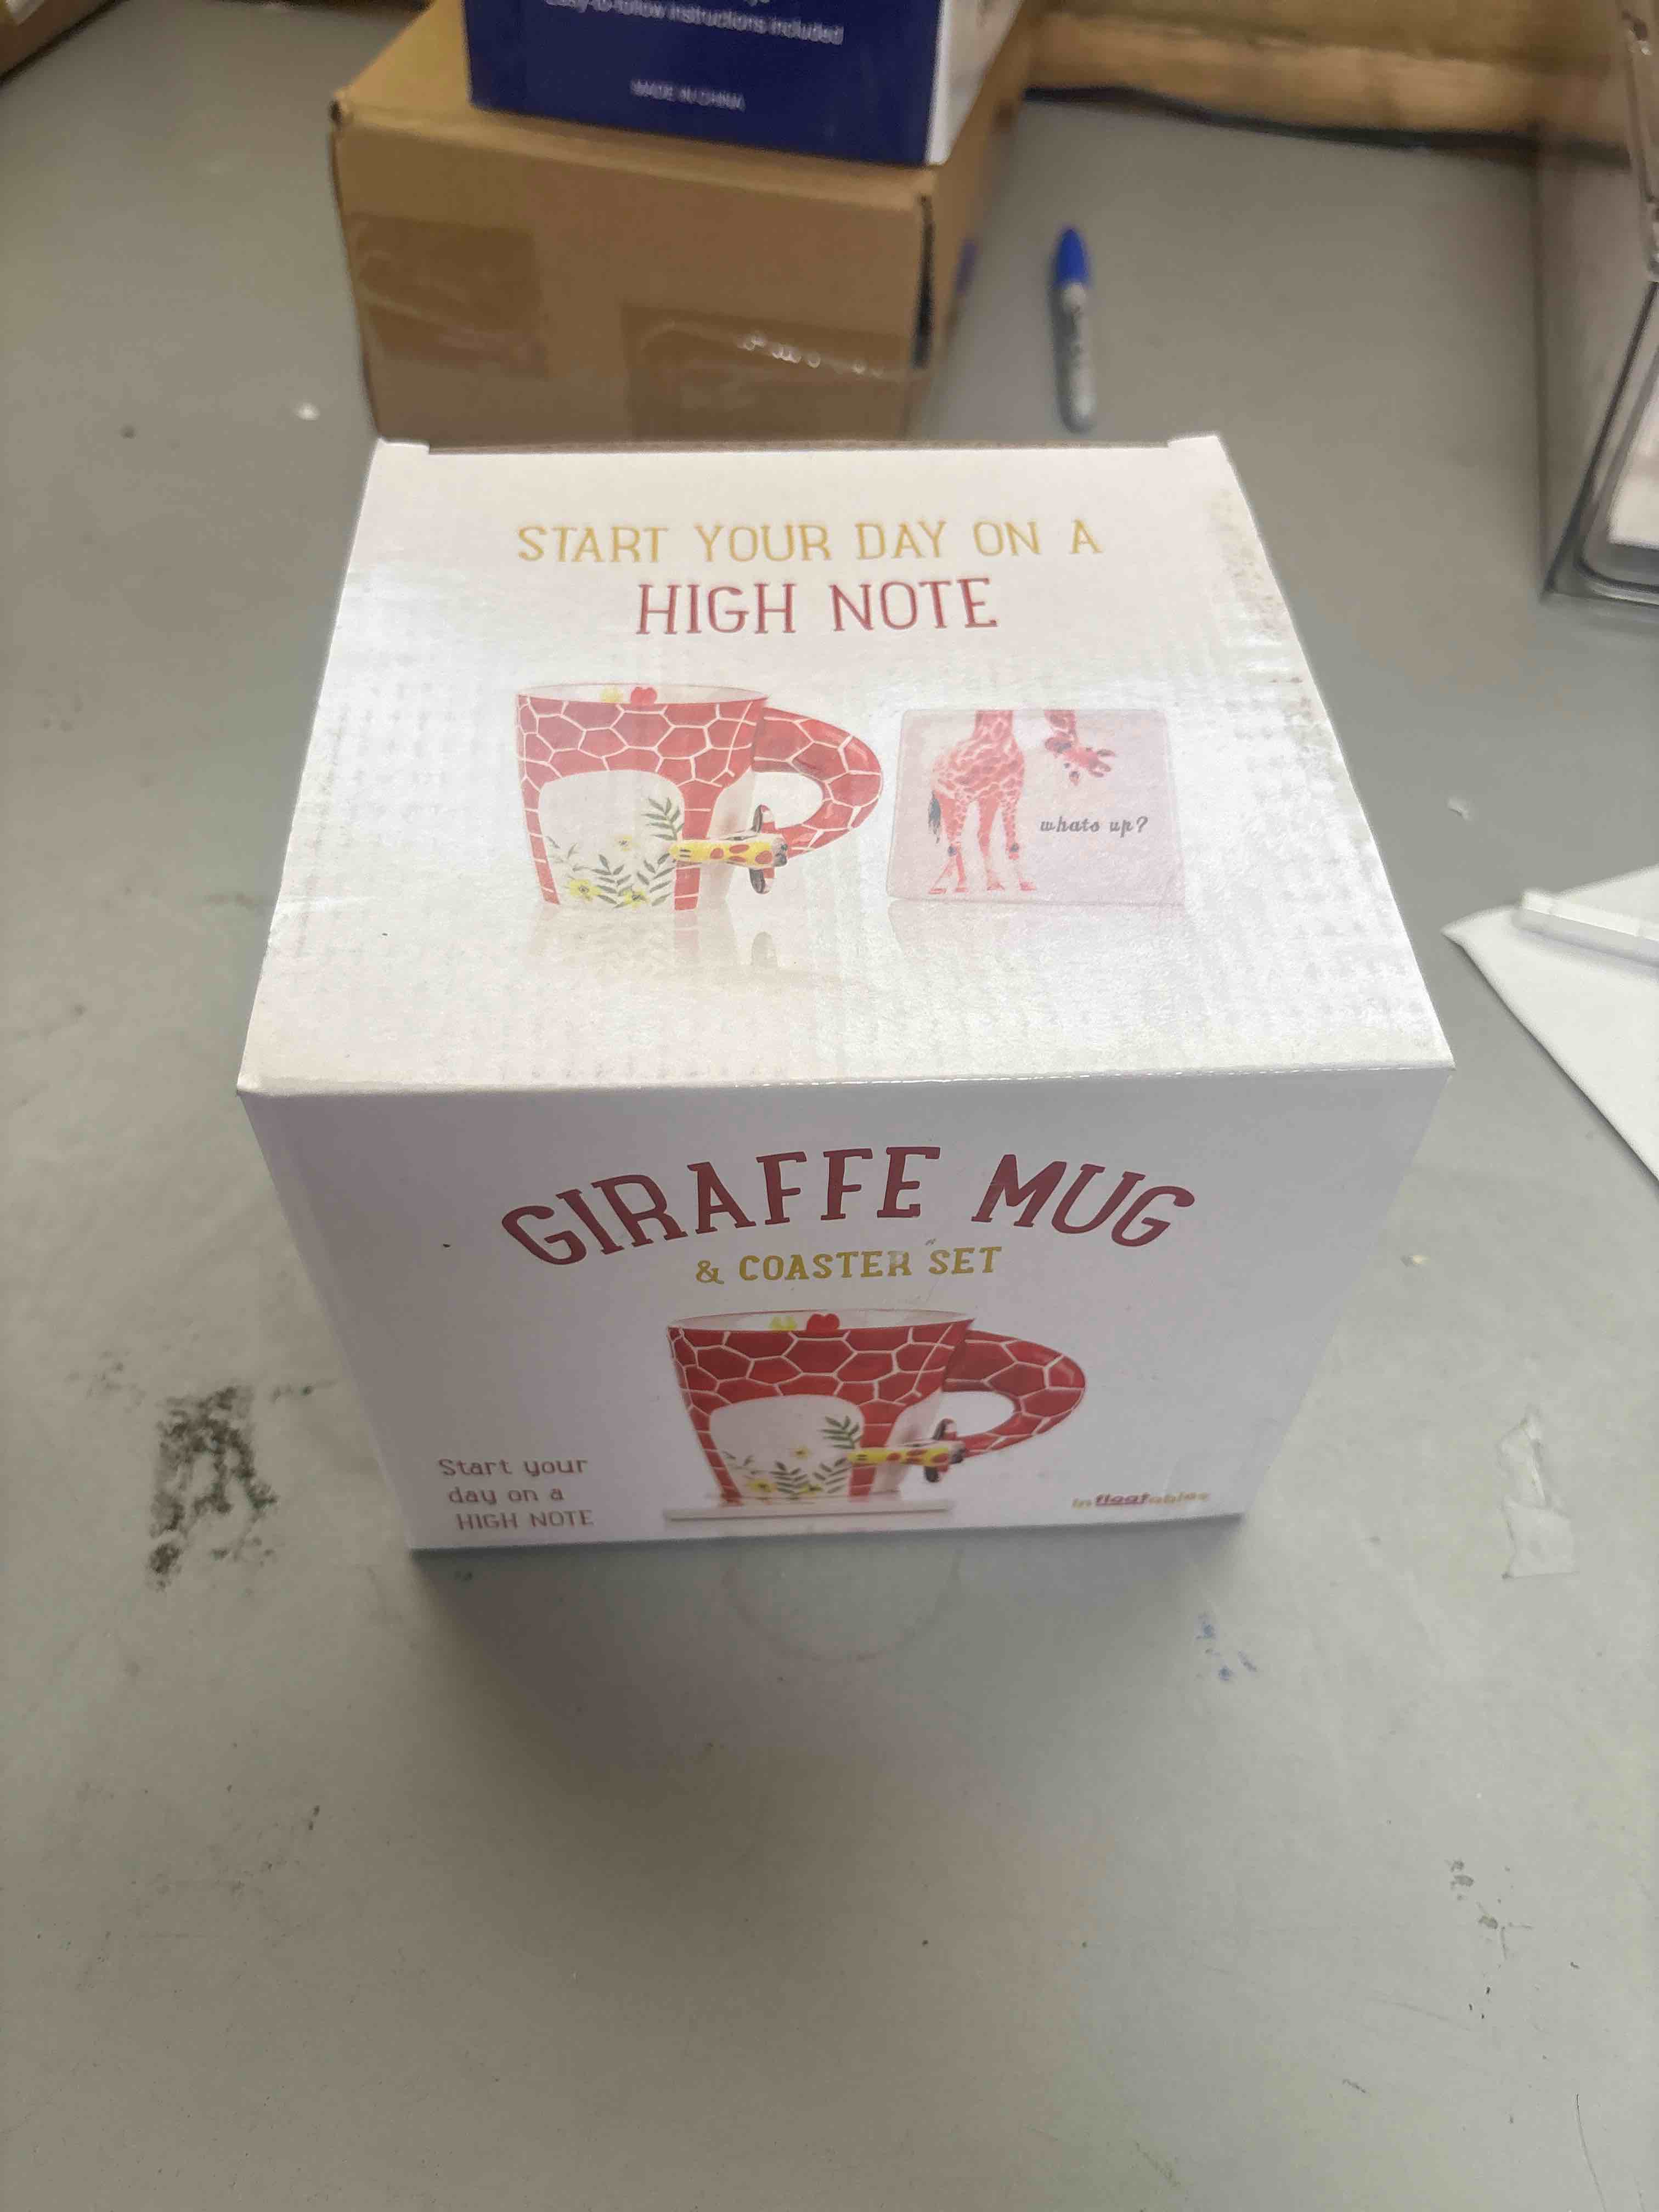 Easy-to-follow instructions included
MADE IN CHINA
START YOUR DAY ON A
HIGH NOTE
whats up?
GIRAFFE MUG
& COASTER SET
Start your
day on a
HIGH NOTE
infloatables